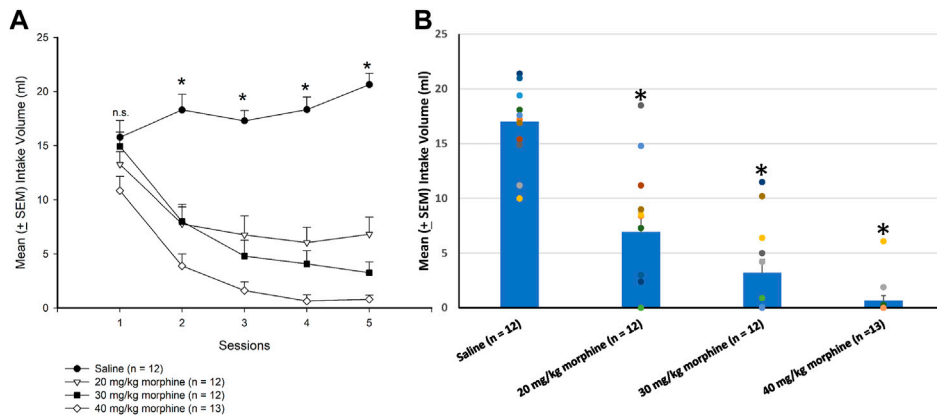 A
Mean (± SEM) Intake Volume (ml)
25
20
15
10
5
0
n.s.
*
*
*
*
1
2
3
4
5
Sessions
Saline (n = 12)
20 mg/kg morphine (n = 12)
30 mg/kg morphine (n = 12)
40 mg/kg morphine (n = 13)
B
Mean (± SEM) Intake Volume (ml)
25
20
15
10
5
0
*
*
*
Saline (n = 12)
20 mg/kg morphine (n = 12)
30 mg/kg morphine (n = 12)
40 mg/kg morphine (n =13)